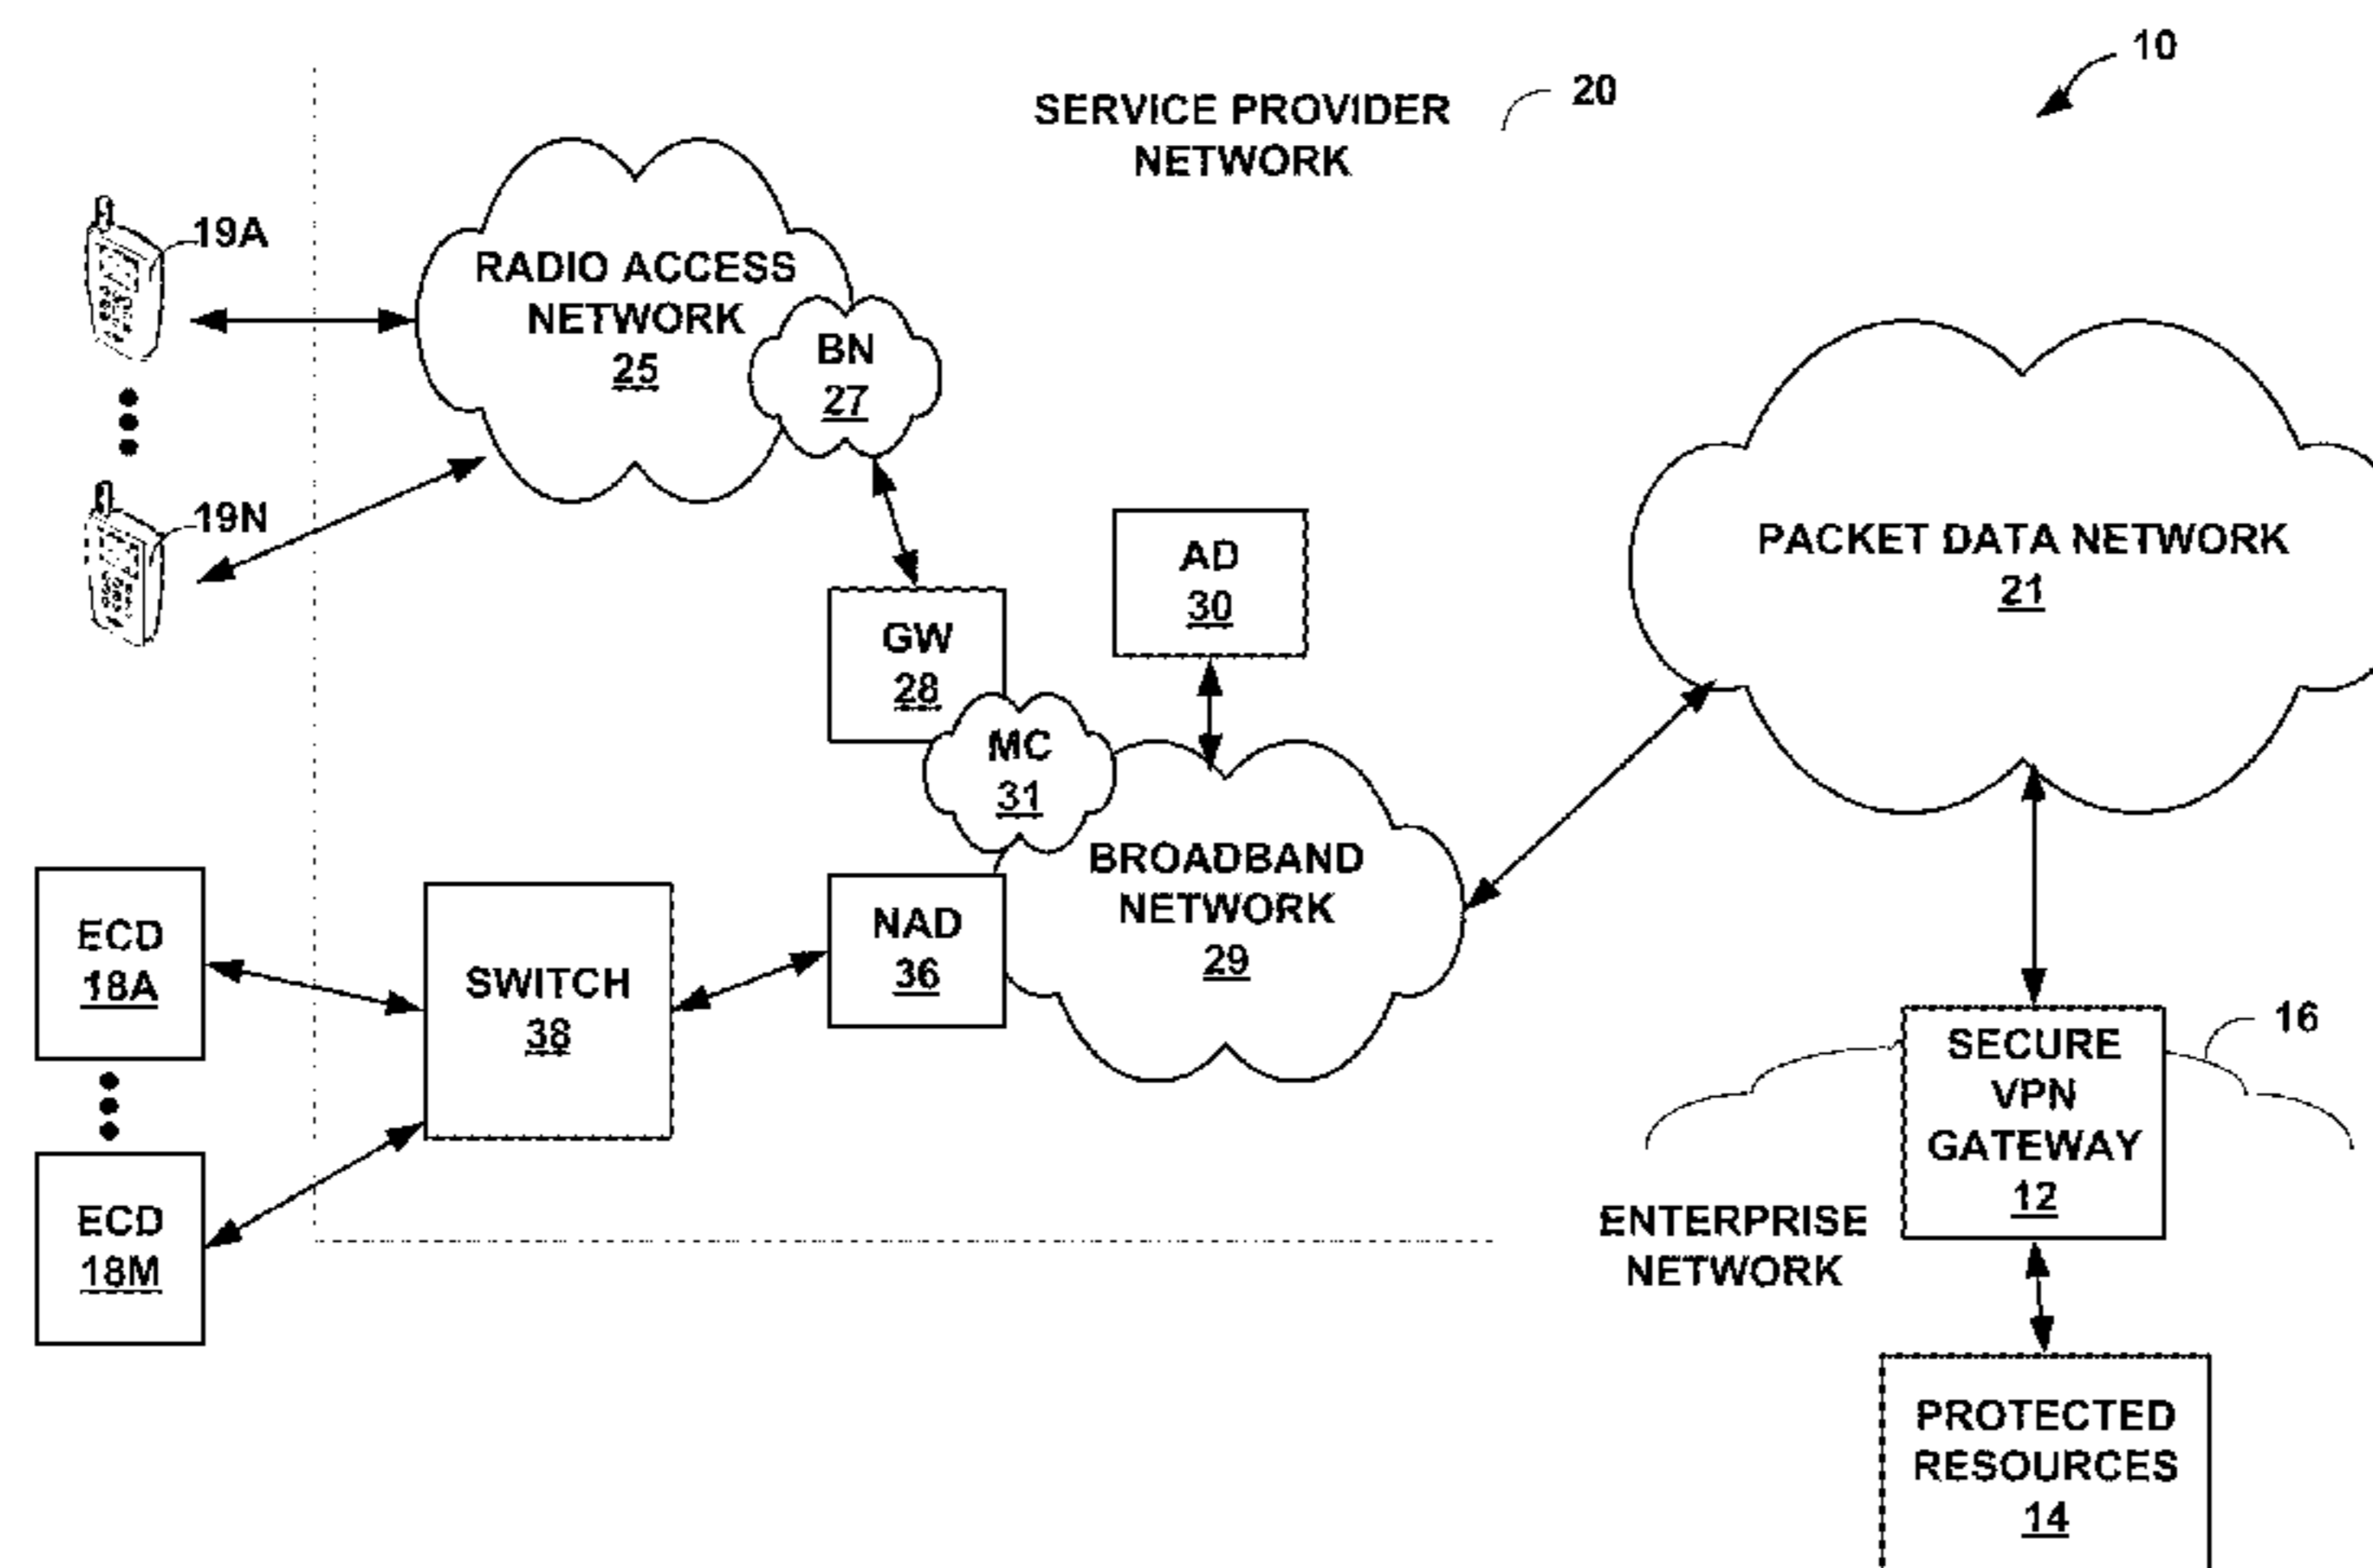 10
SERVICE PROVIDER
NETWORK
20
19A
RADIO ACCESS
NETWORK
25
BN
27
19N
PACKET DATA NETWORK
21
AD
30
GW
28
MC
31
BROADBAND
NETWORK
29
ECD
18A
SWITCH
38
NAD
36
ECD
18M
SECURE
VPN
GATEWAY
12
16
ENTERPRISE
NETWORK
PROTECTED
RESOURCES
14